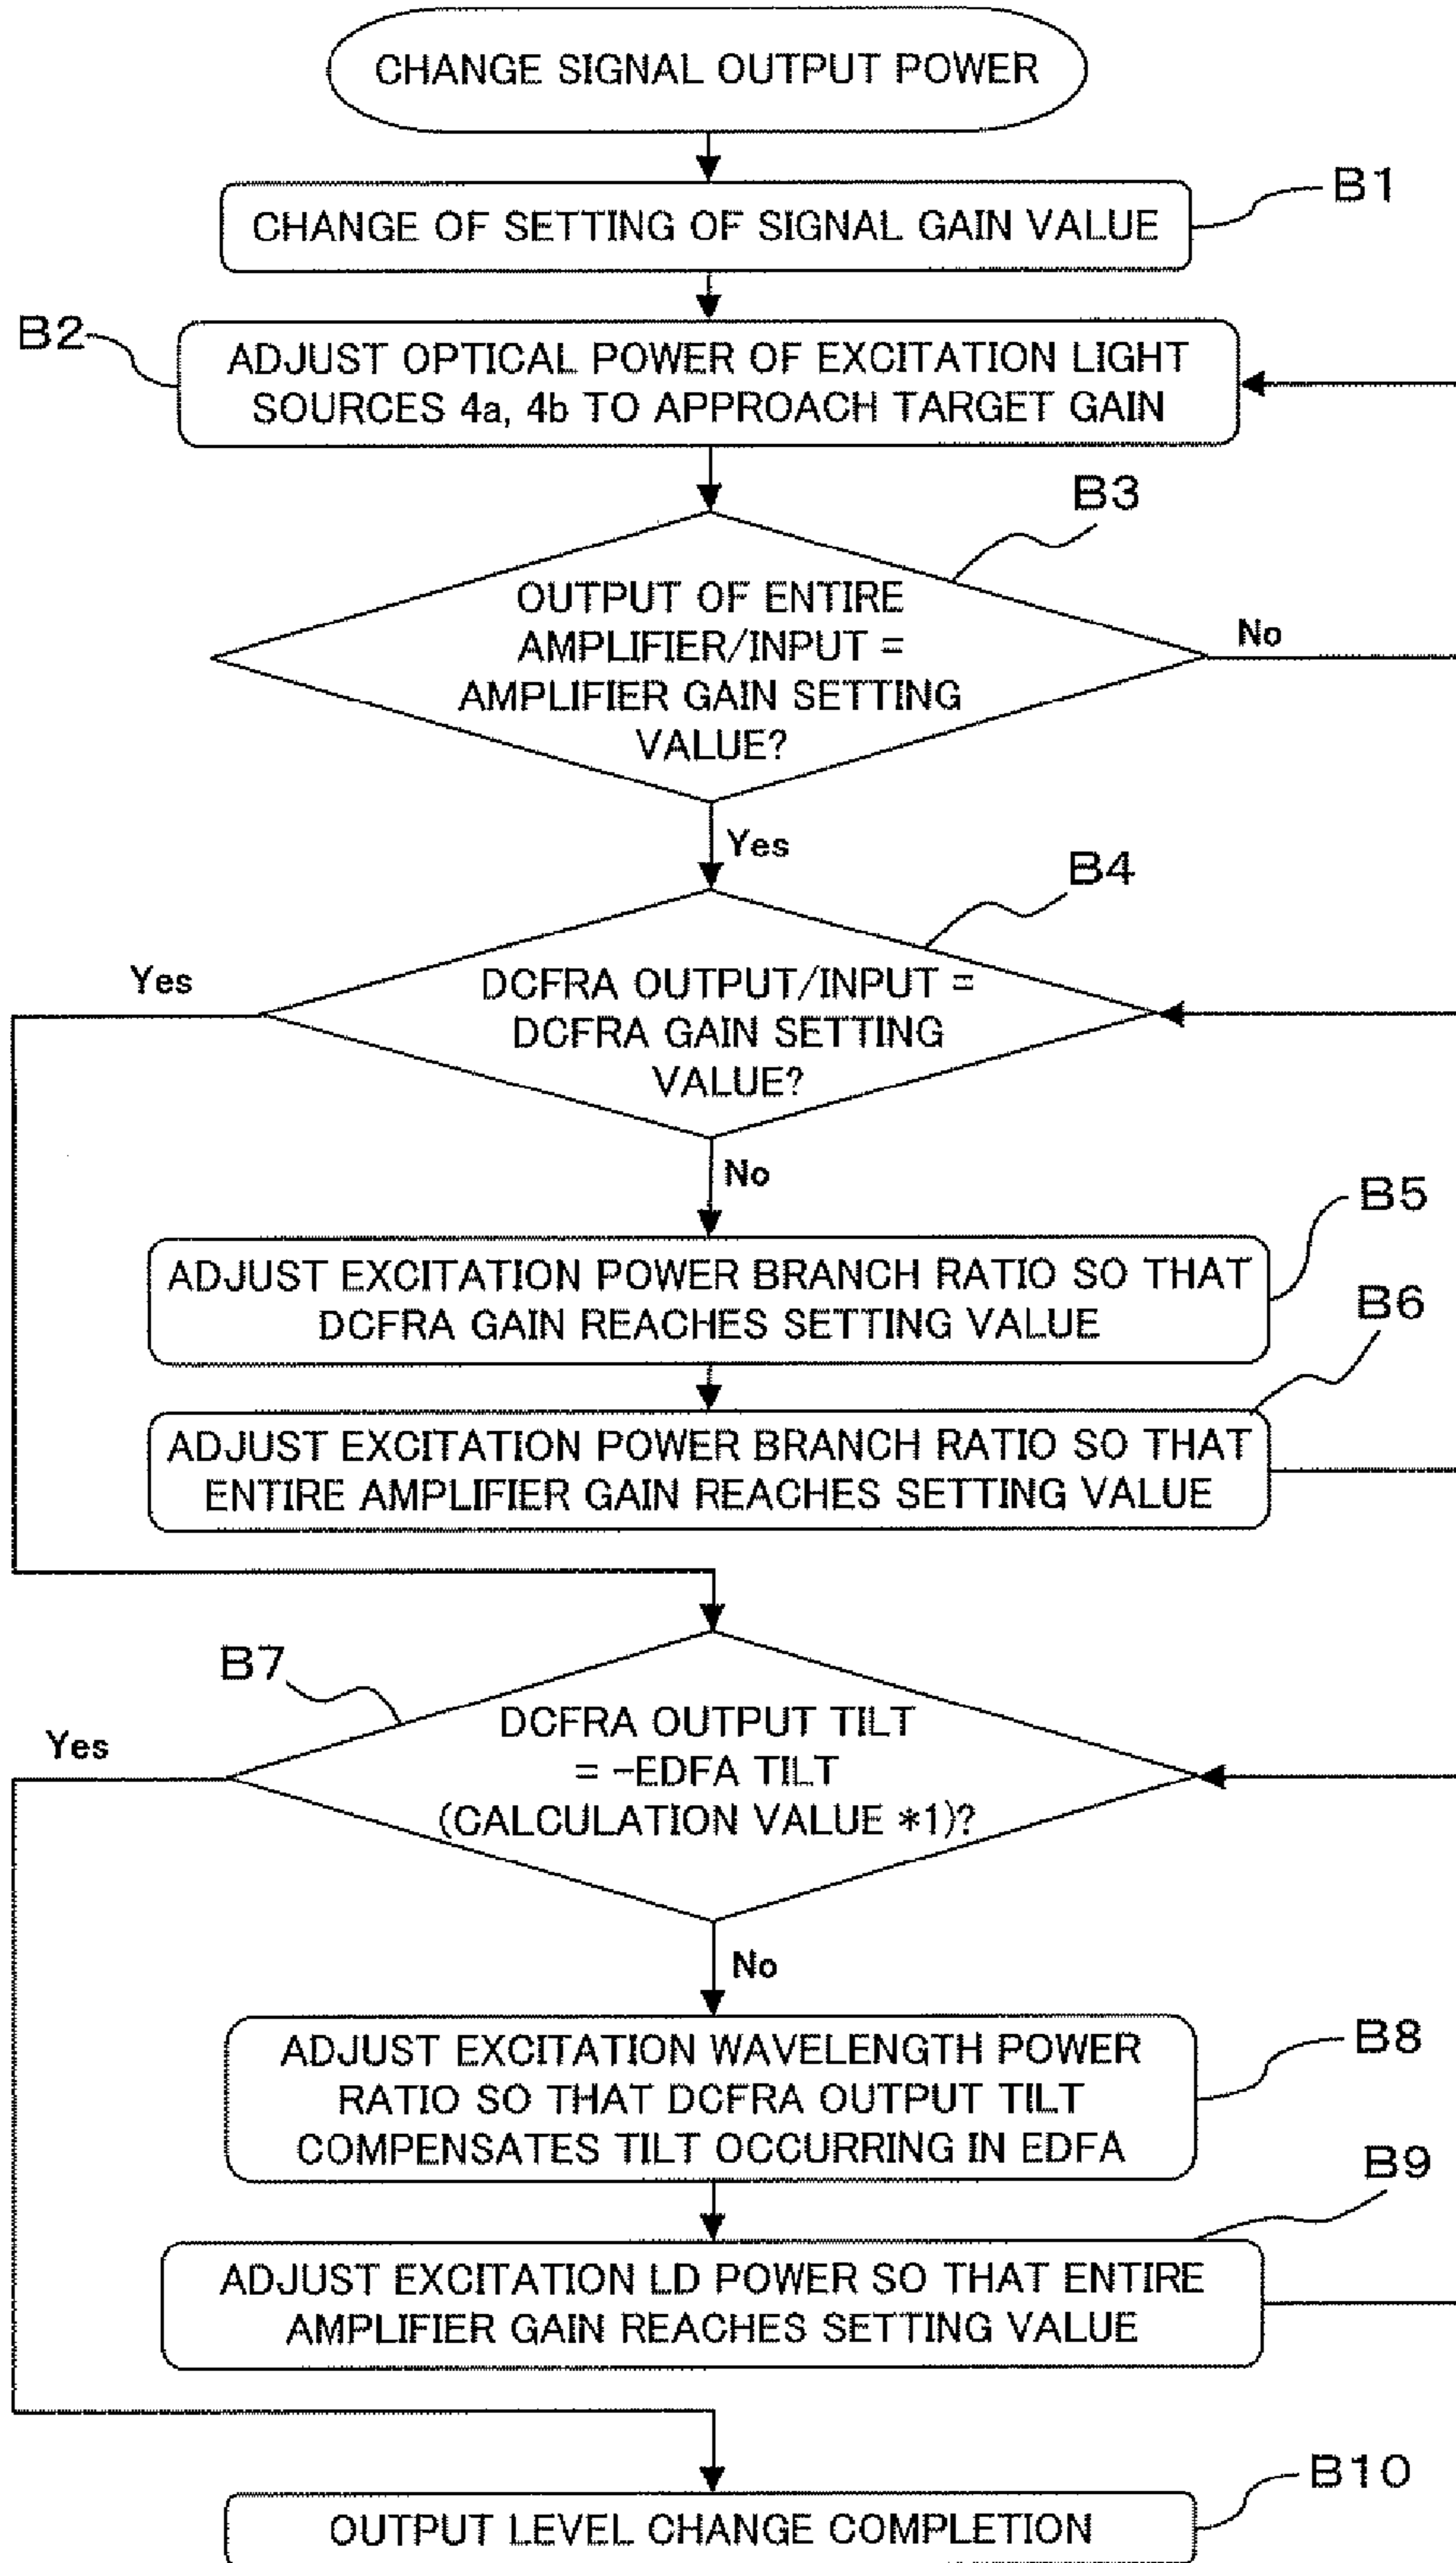 CHANGE SIGNAL OUTPUT POWER
B1
CHANGE OF SETTING OF SIGNAL GAIN VALUE
B2
ADJUST OPTICAL POWER OF EXCITATION LIGHT
SOURCES 4a, 4b TO APPROACH TARGET GAIN
B3
OUTPUT OF ENTIRE
AMPLIFIER/INPUT =
AMPLIFIER GAIN SETTING
VALUE?
No
Yes
B4
Yes
DCFRA OUTPUT/INPUT =
DCFRA GAIN SETTING
VALUE?
No
B5
ADJUST EXCITATION POWER BRANCH RATIO SO THAT
DCFRA GAIN REACHES SETTING VALUE
B6
ADJUST EXCITATION POWER BRANCH RATIO SO THAT
ENTIRE AMPLIFIER GAIN REACHES SETTING VALUE
B7
Yes
DCFRA OUTPUT TILT
= -EDFA TILT
(CALCULATION VALUE *1)?
No
B8
ADJUST EXCITATION WAVELENGTH POWER
RATIO SO THAT DCFRA OUTPUT TILT
COMPENSATES TILT OCCURRING IN EDFA
B9
ADJUST EXCITATION LD POWER SO THAT ENTIRE
AMPLIFIER GAIN REACHES SETTING VALUE
B10
OUTPUT LEVEL CHANGE COMPLETION